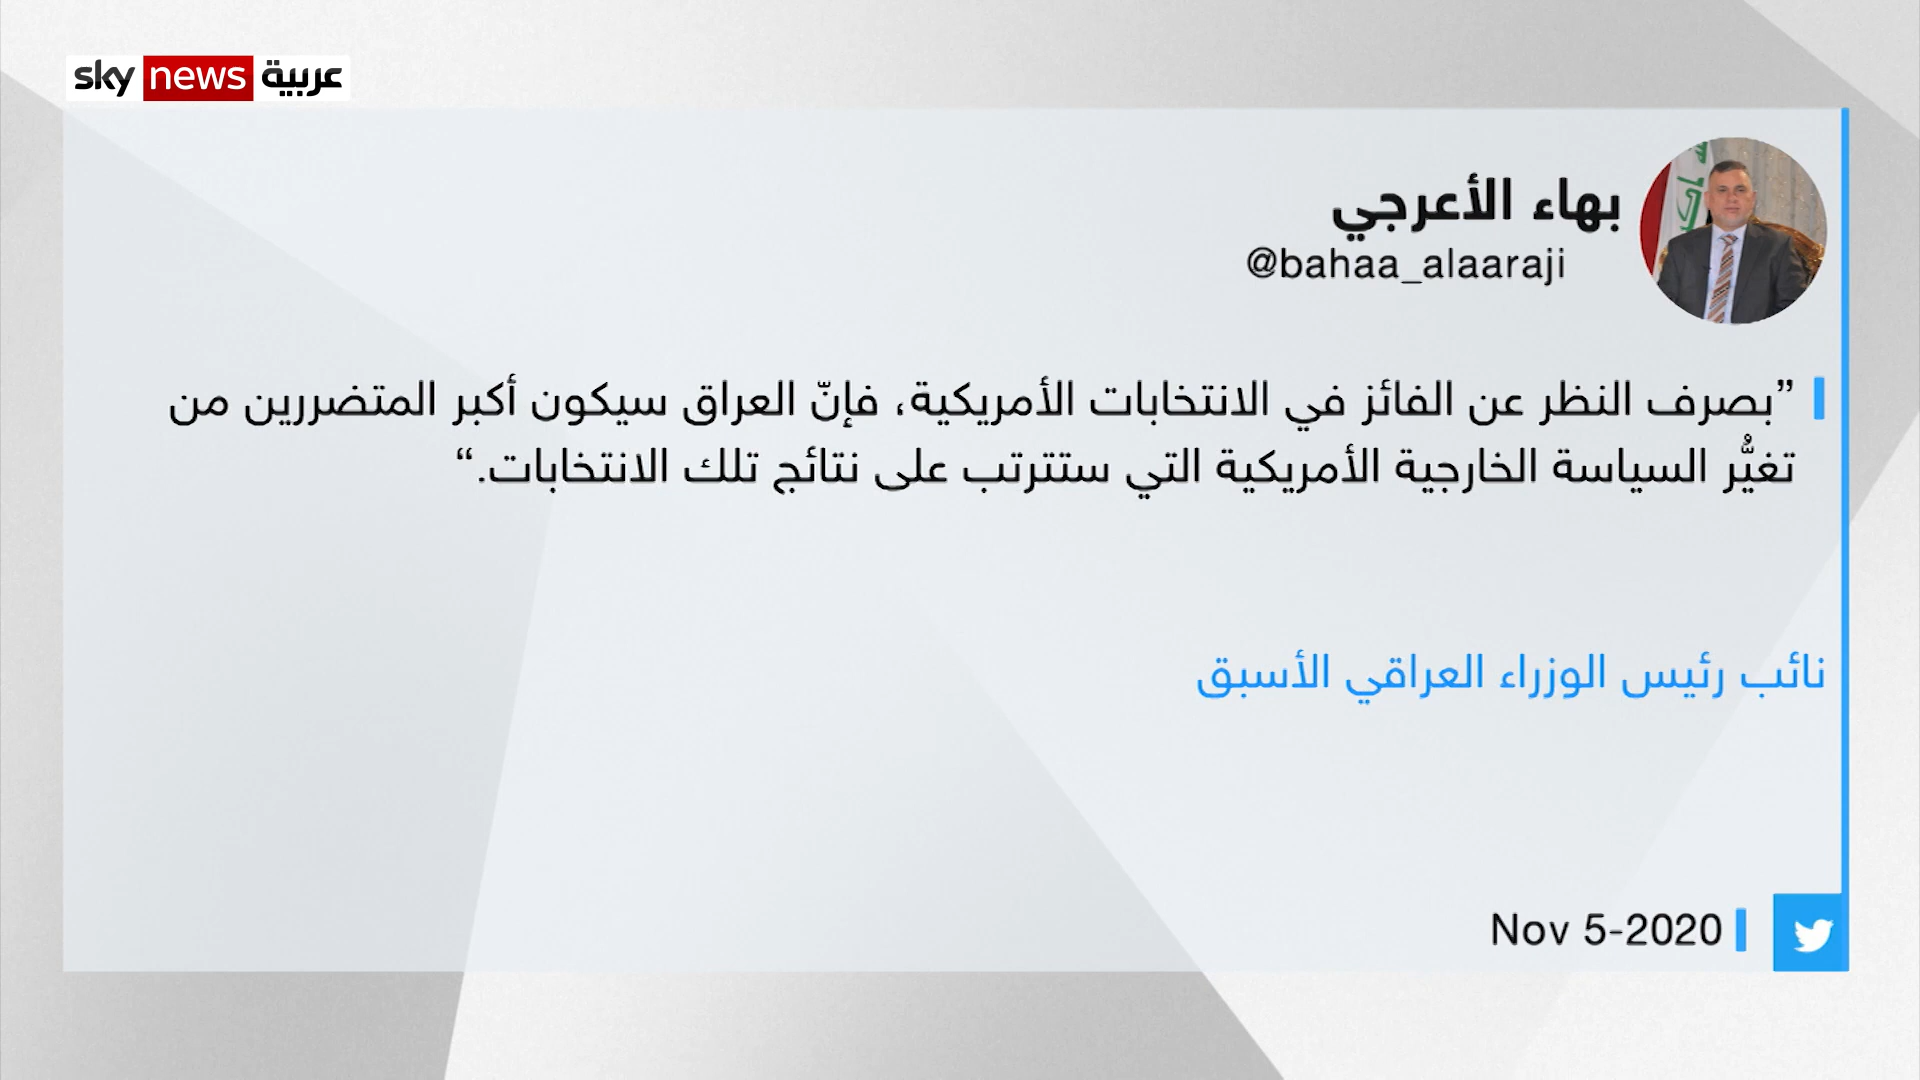 sky news عربية
بهاء الأعرجي
@bahaa_alaaraji
”بصرف النظر عن الفائز في الانتخابات الأمريكية، فإنّ العراق سيكون أكبر المتضررين من
تغيُّر السياسة الخارجية الأمريكية التي ستترتب على نتائج تلك الانتخابات.“
نائب رئيس الوزراء العراقي الأسبق
Nov 5-2020